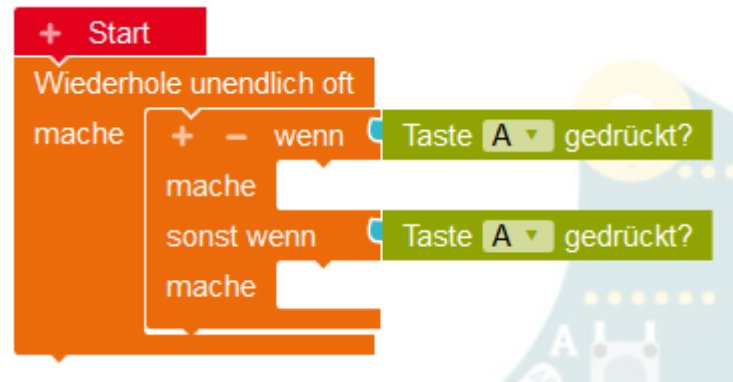 + Start
Wiederhole unendlich oft
mache + − wenn Taste A gedrückt?
mache
sonst wenn Taste A gedrückt?
mache
A